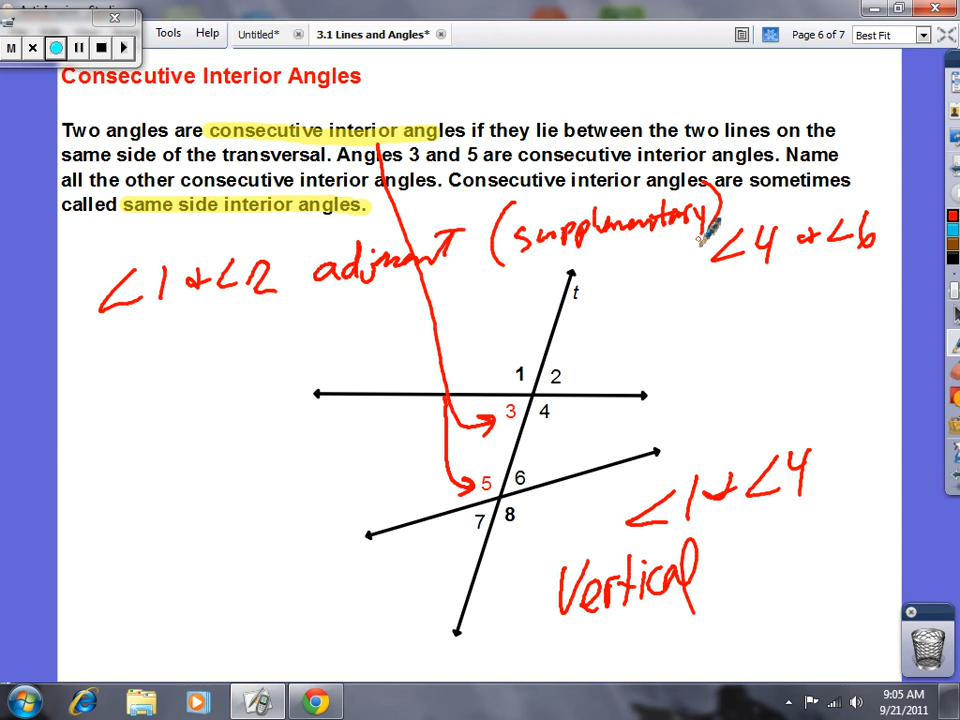 Tools Help Untitled* 3.1 Lines and Angles* Page 6 of 7 Best Fit
M
Consecutive Interior Angles
Two angles are consecutive interior angles if they lie between the two lines on the
same side of the transversal. Angles 3 and 5 are consecutive interior angles. Name
all the other consecutive interior angles. Consecutive interior angles are sometimes
called same side interior angles.
(supplmentary) ∠4 & ∠6
∠1 & ∠2
t
1 2
3 4
5 6
7 8
∠1 & ∠4
Vertical
9:05 AM
9/21/2011